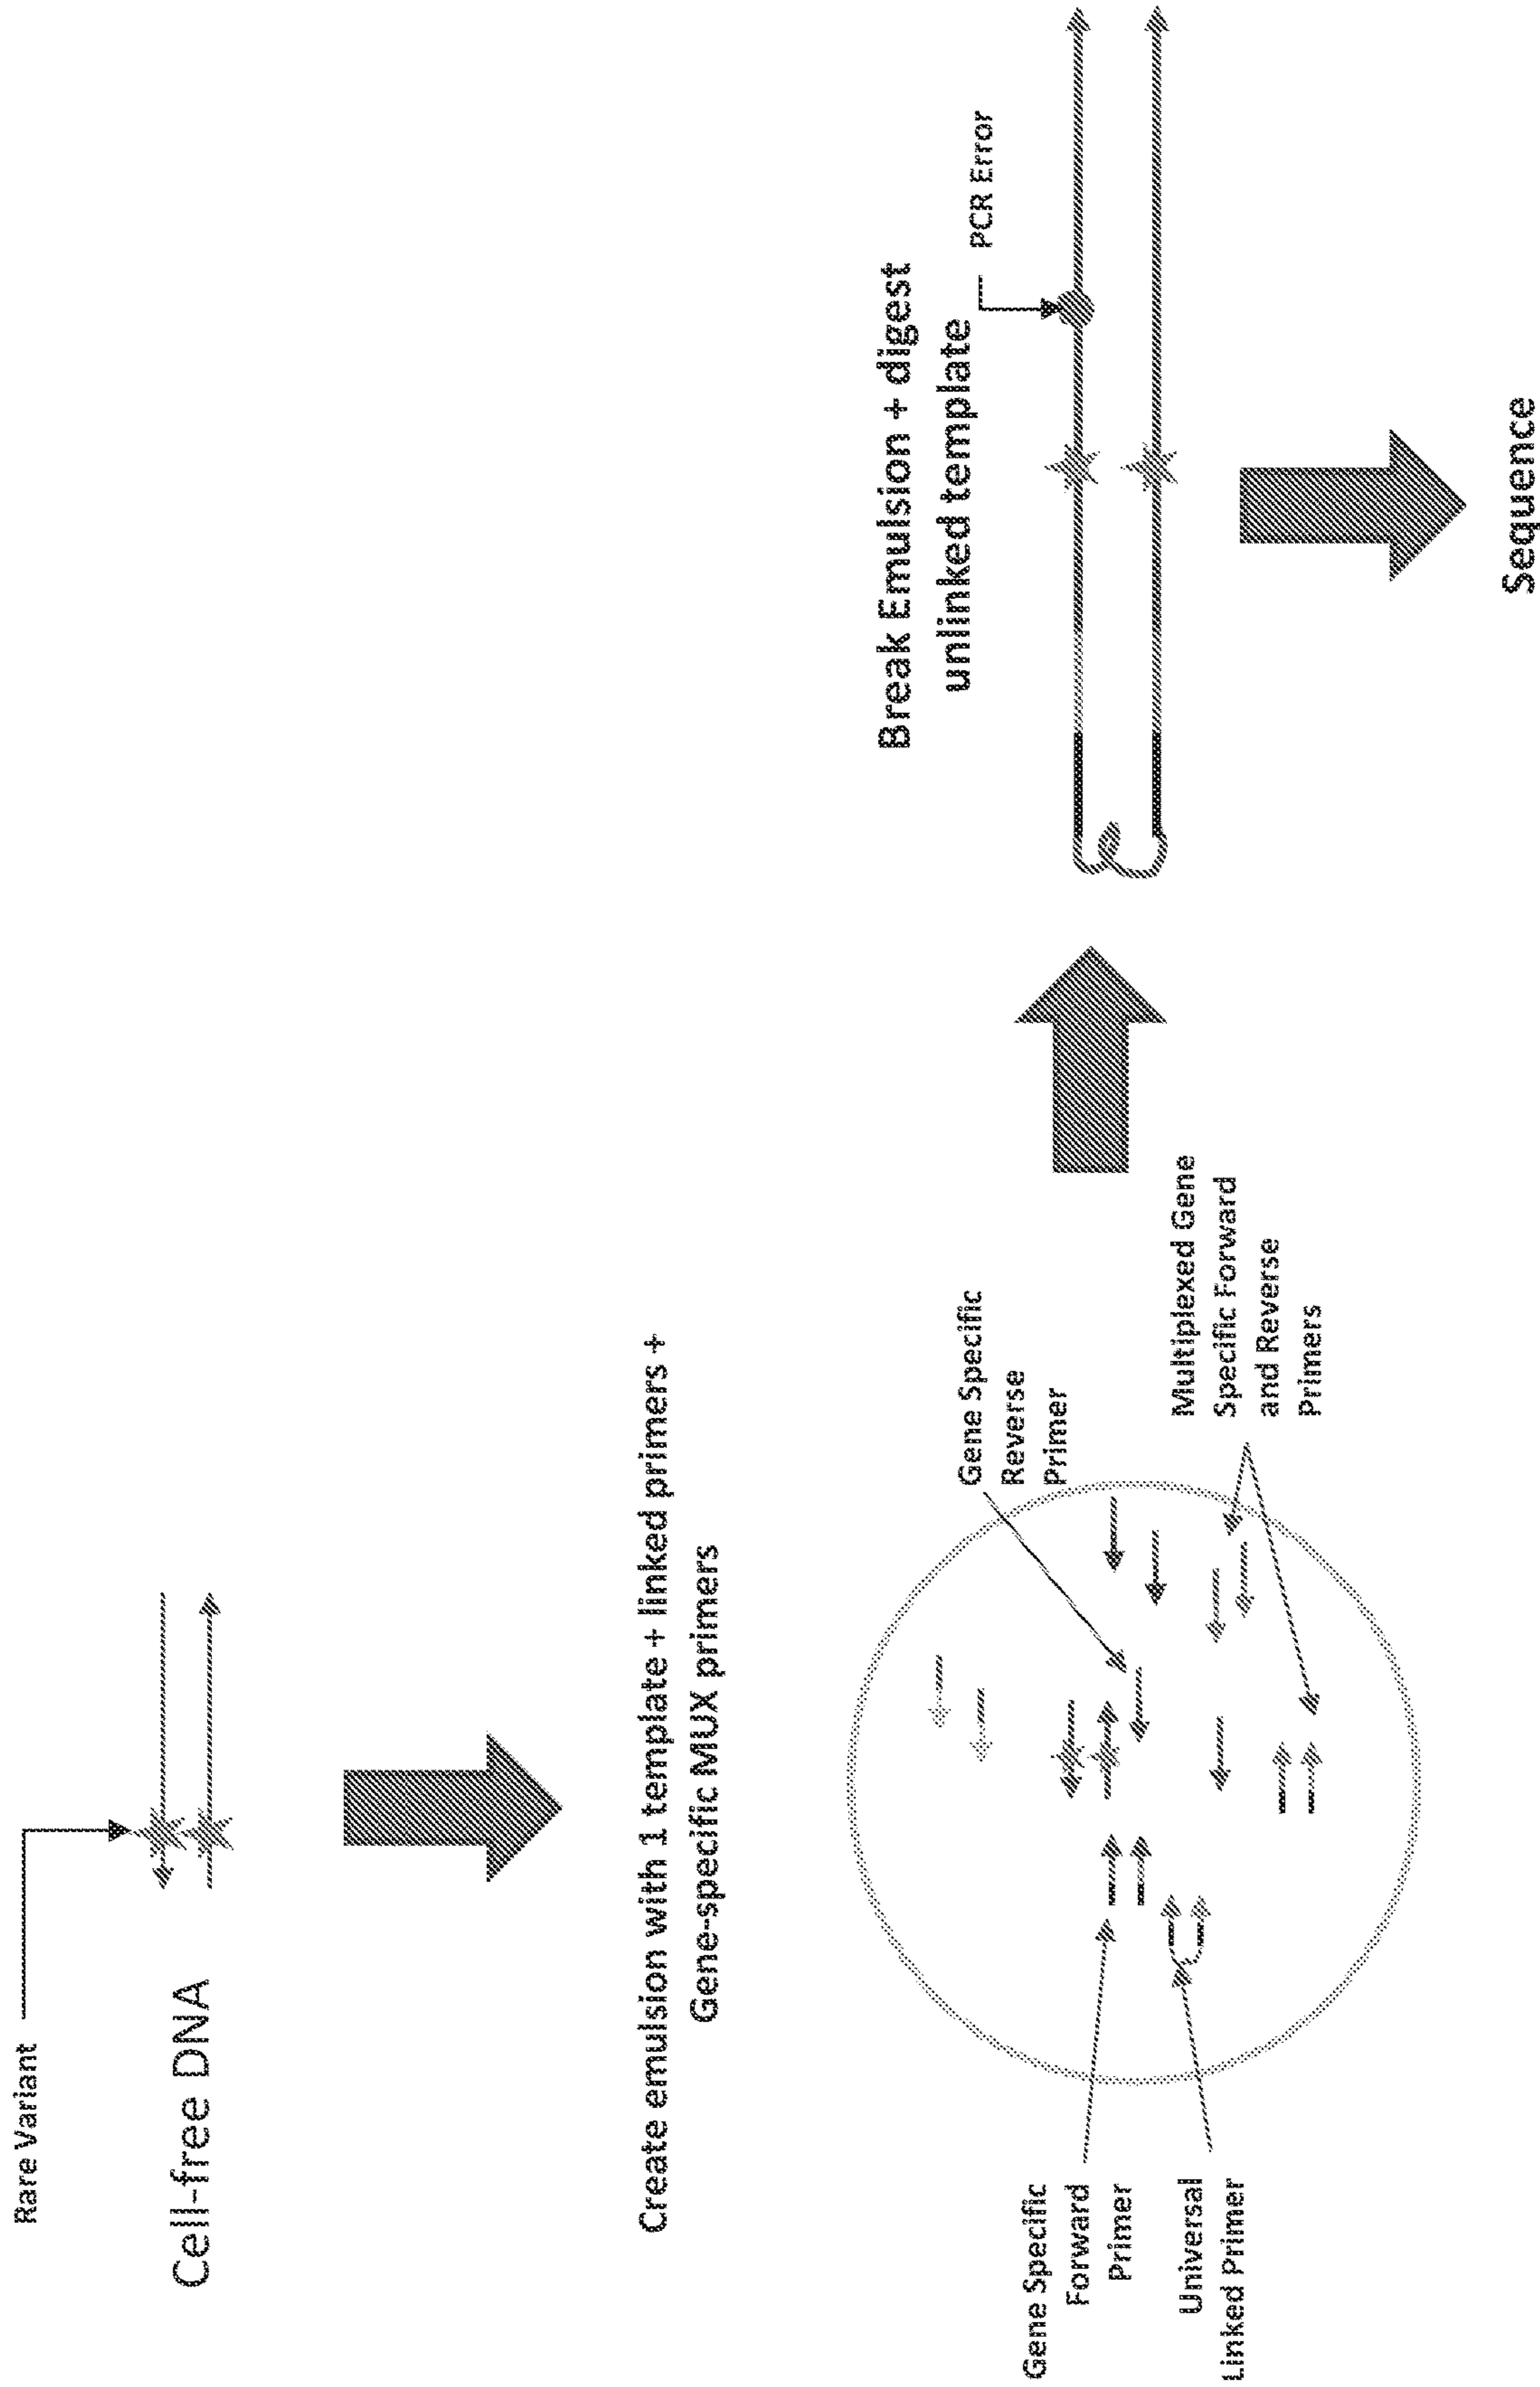 Rare Variant
Cell-free DNA
Create emulsion with 1 template + linked primers +
Gene-specific MUX primers
Gene Specific
Forward
Primer
Universal
Linked Primer
Gene Specific
Reverse
Primer
Multiplexed Gene
Specific Forward
and Reverse
Primers
Break Emulsion + digest
unlinked template
PCR Error
Sequence